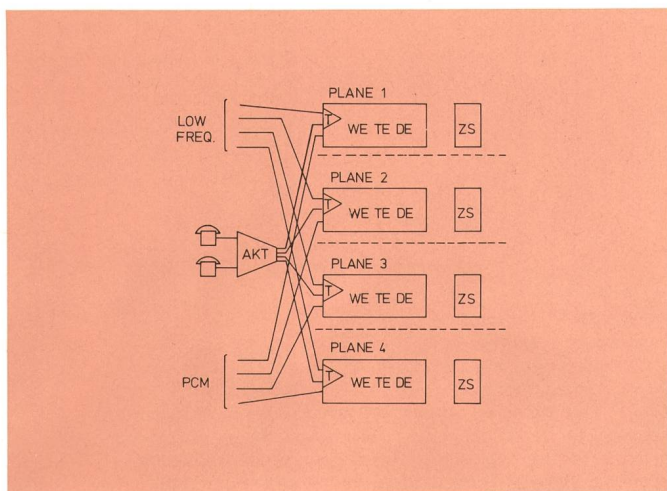 PLANE 1
LOW
FREQ.
T
WE TE DE
ZS
PLANE 2
T
WE TE DE
ZS
AKT
PLANE 3
T
WE TE DE
ZS
PLANE 4
PCM
T
WE TE DE
ZS